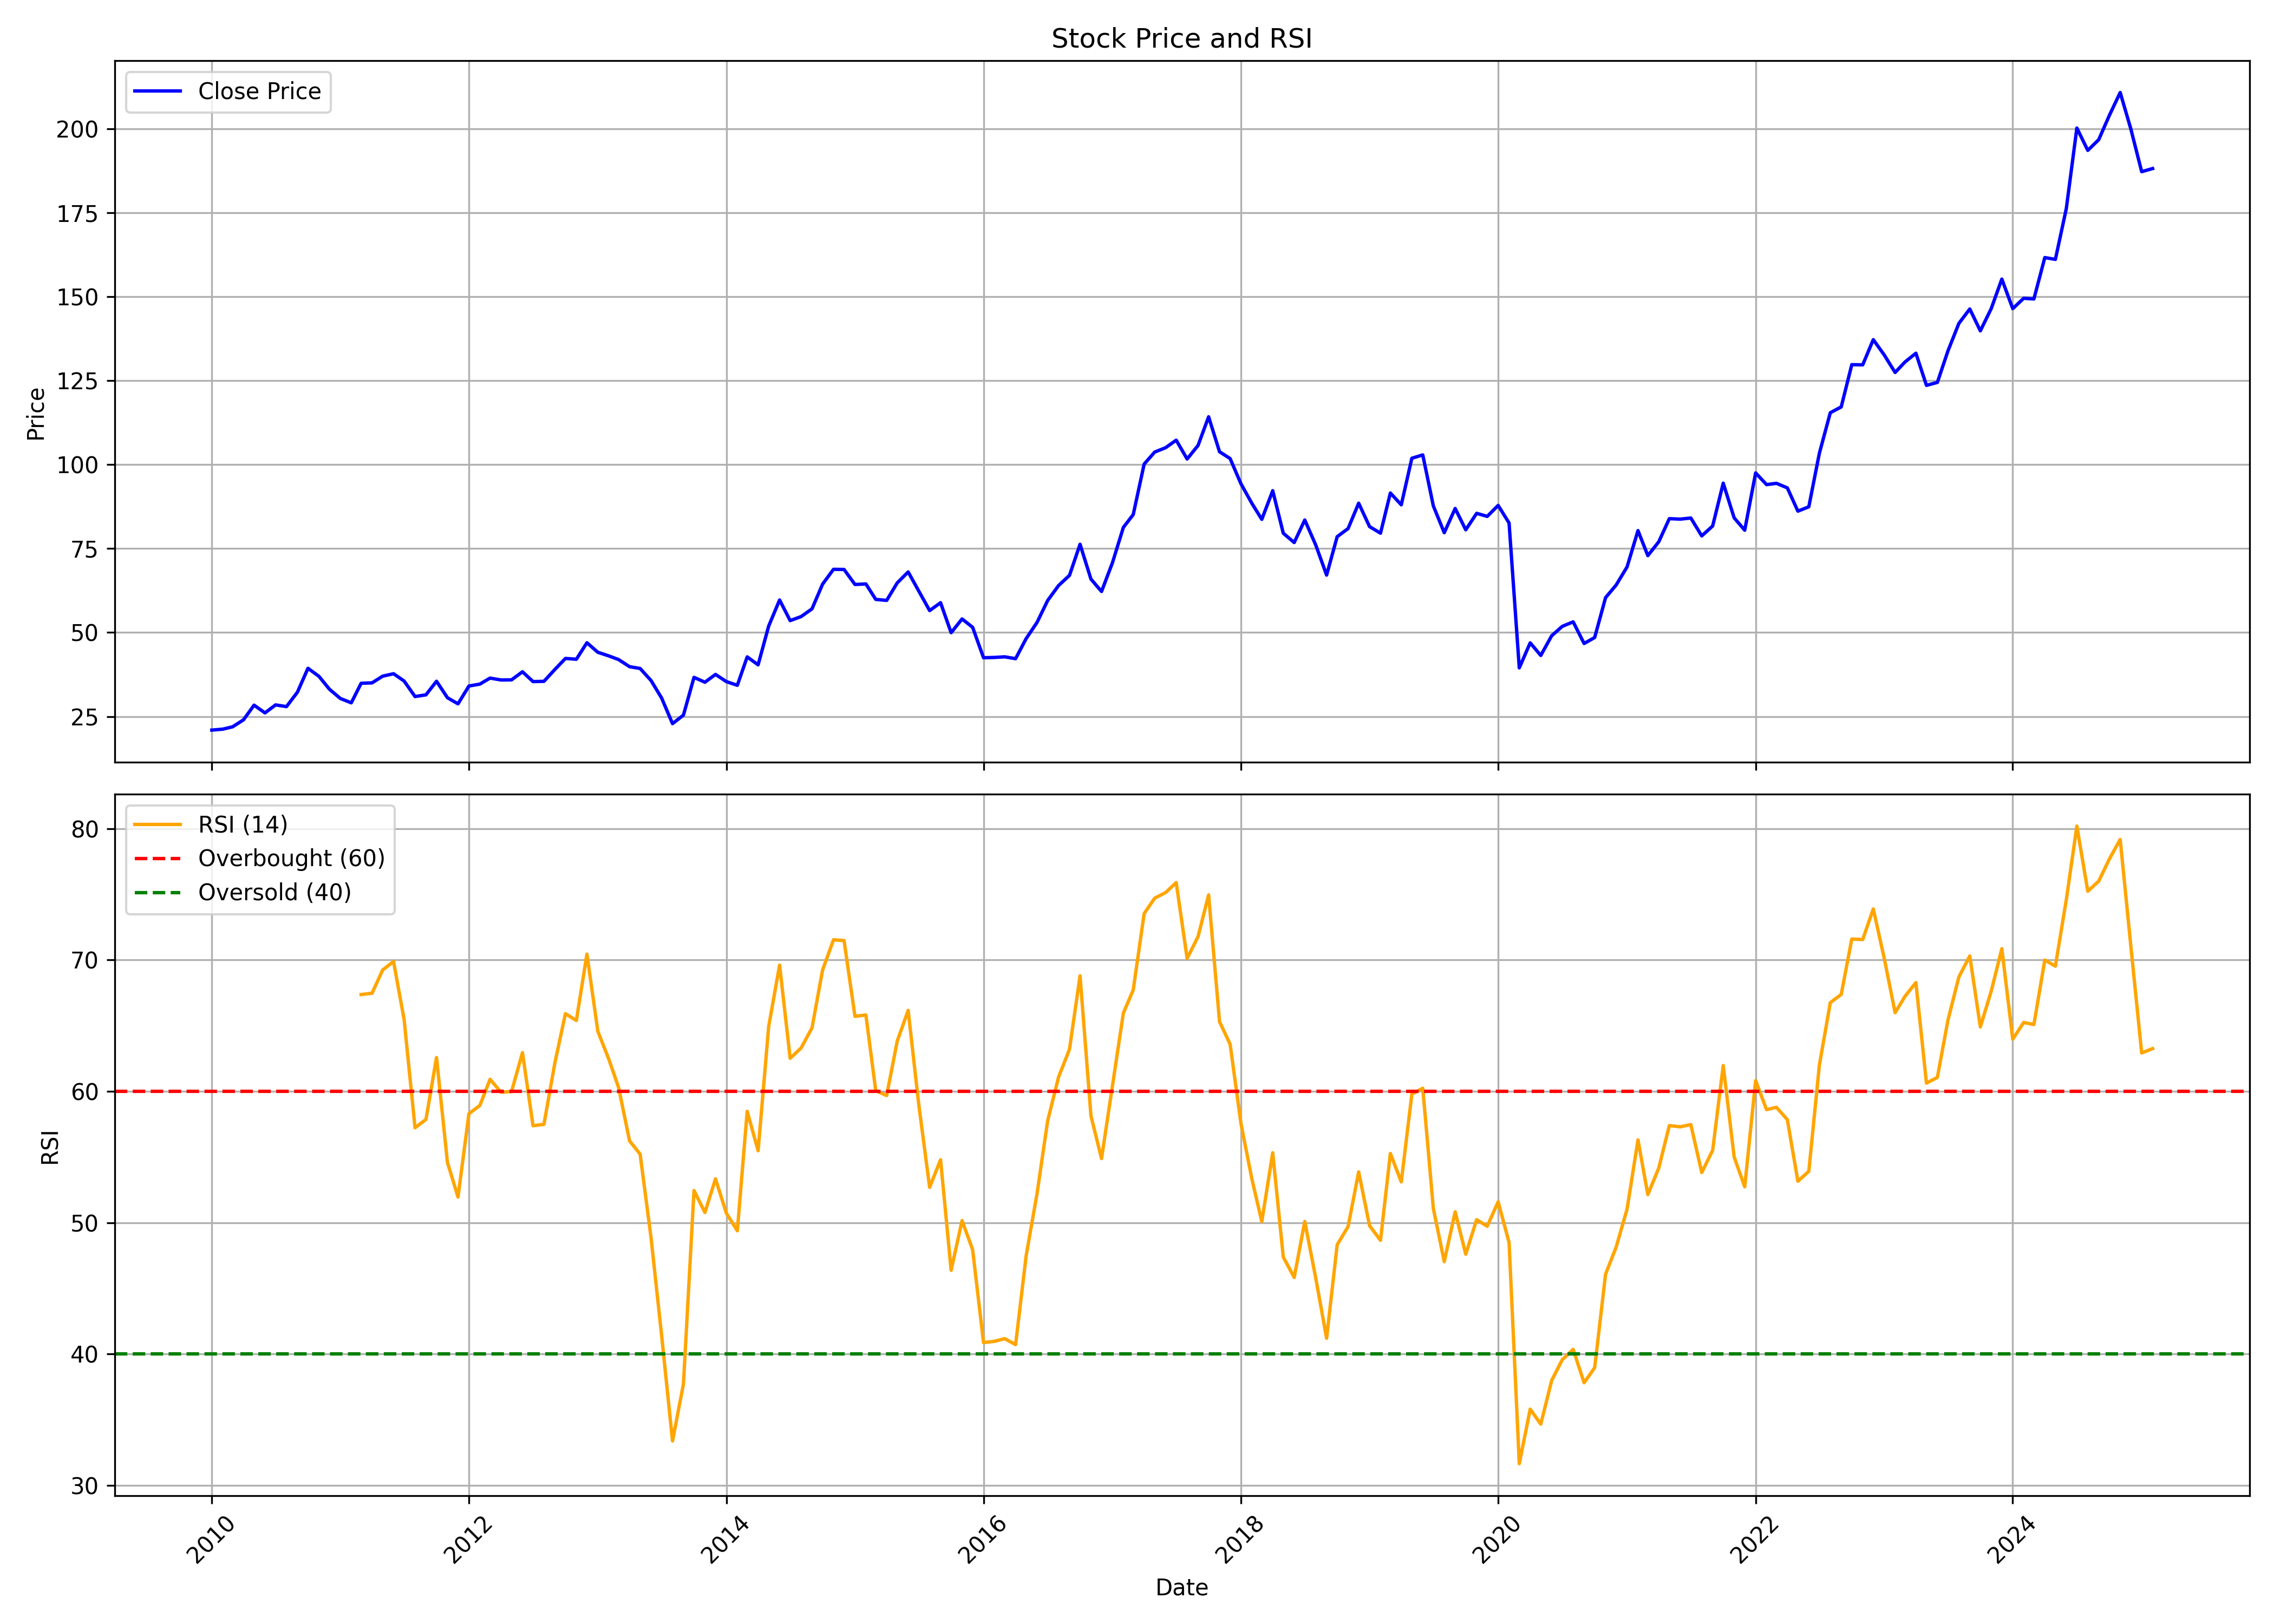 Stock Price and RSI
Close Price
200
175
150
125
100
75
50
25
Price
RSI (14)
Overbought (60)
Oversold (40)
80
70
60
50
40
30
RSI
2010 2012 2014 2016 2018 2020 2022 2024
Date